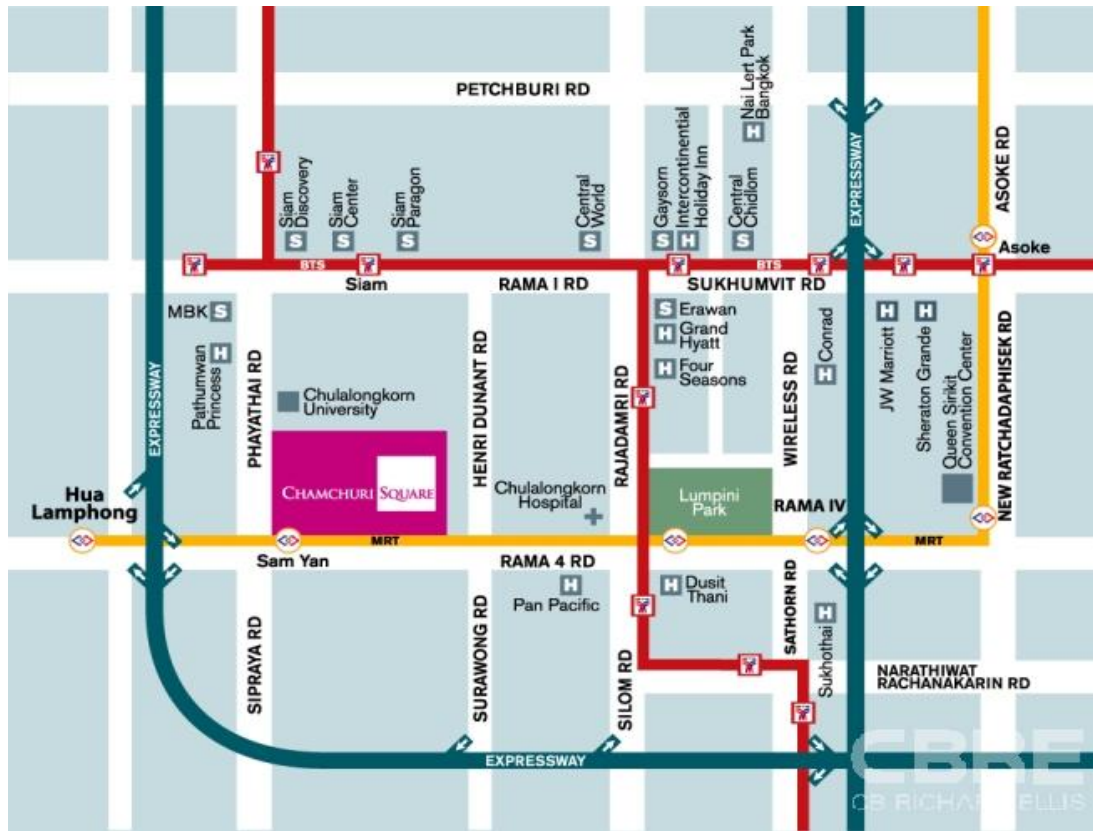 PETCHBURI RD
Nai Lert Park
Bangkok
H
EXPRESSWAY
ASOKE RD
Siam
Discovery
Siam
Center
Siam
Paragon
Central
World
Gaysorn
Intercontinental
Holiday Inn
Central
Chidlom
S
S
S
S
S
H
S
Asoke
BTS
BTS
Siam
RAMA I RD
SUKHUMVIT RD
MBK S
S Erawan
H Grand
Hyatt
H Four
Seasons
Pathumwan
Princess
H
PHAYATHAI RD
EXPRESSWAY
Chulalongkorn
University
HENRI DUNANT RD
RAJADAMRI RD
WIRELESS RD
Conrad
H
H
JW Marriott
H
Sheraton Grande
Queen Sirikit
Convention Center
NEW RATCHADAPHISEK RD
CHAMCHURI SQUARE
Chulalongkorn
Hospital
Lumpini
Park
RAMA IV
Hua
Lamphong
MRT
MRT
Sam Yan
RAMA 4 RD
H
Pan Pacific
H Dusit
Thani
SATHORN RD
H
Sukhothai
SIPRAYA RD
SURAWONG RD
SILOM RD
NARATHIWAT
RACHANAKARIN RD
EXPRESSWAY
CBRE
CB RICHARD ELLIS